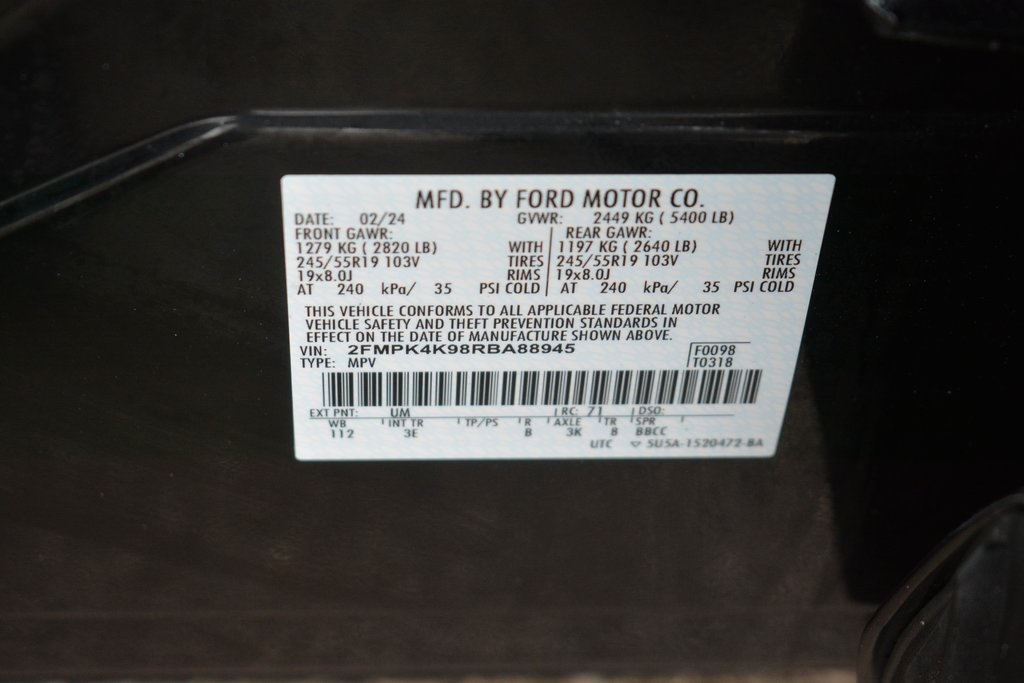 MFD. BY FORD MOTOR CO.
DATE: 02/24 GVWR: 2449 KG ( 5400 LB)
FRONT GAWR: REAR GAWR:
1279 KG ( 2820 LB) WITH 1197 KG ( 2640 LB) WITH
245/55R19 103V TIRES 245/55R19 103V TIRES
19x8.0J RIMS 19x8.0J RIMS
AT 240 kPa/ 35 PSI COLD AT 240 kPa/ 35 PSI COLD
THIS VEHICLE CONFORMS TO ALL APPLICABLE FEDERAL MOTOR
VEHICLE SAFETY AND THEFT PREVENTION STANDARDS IN
EFFECT ON THE DATE OF MANUFACTURE SHOWN ABOVE.
VIN: 2FMPK4K98RBA88945 F0098
TYPE: MPV T0318
EXT PNT: UM RC: 71 DSO:
WB INT TR TP/PS R AXLE TR SPR
112 3E B 3K 8 BBCC
UTC ▽ 5U5A-1520472-BA